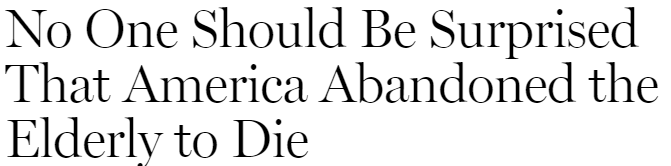 No One Should Be Surprised
That America Abandoned the
Elderly to Die